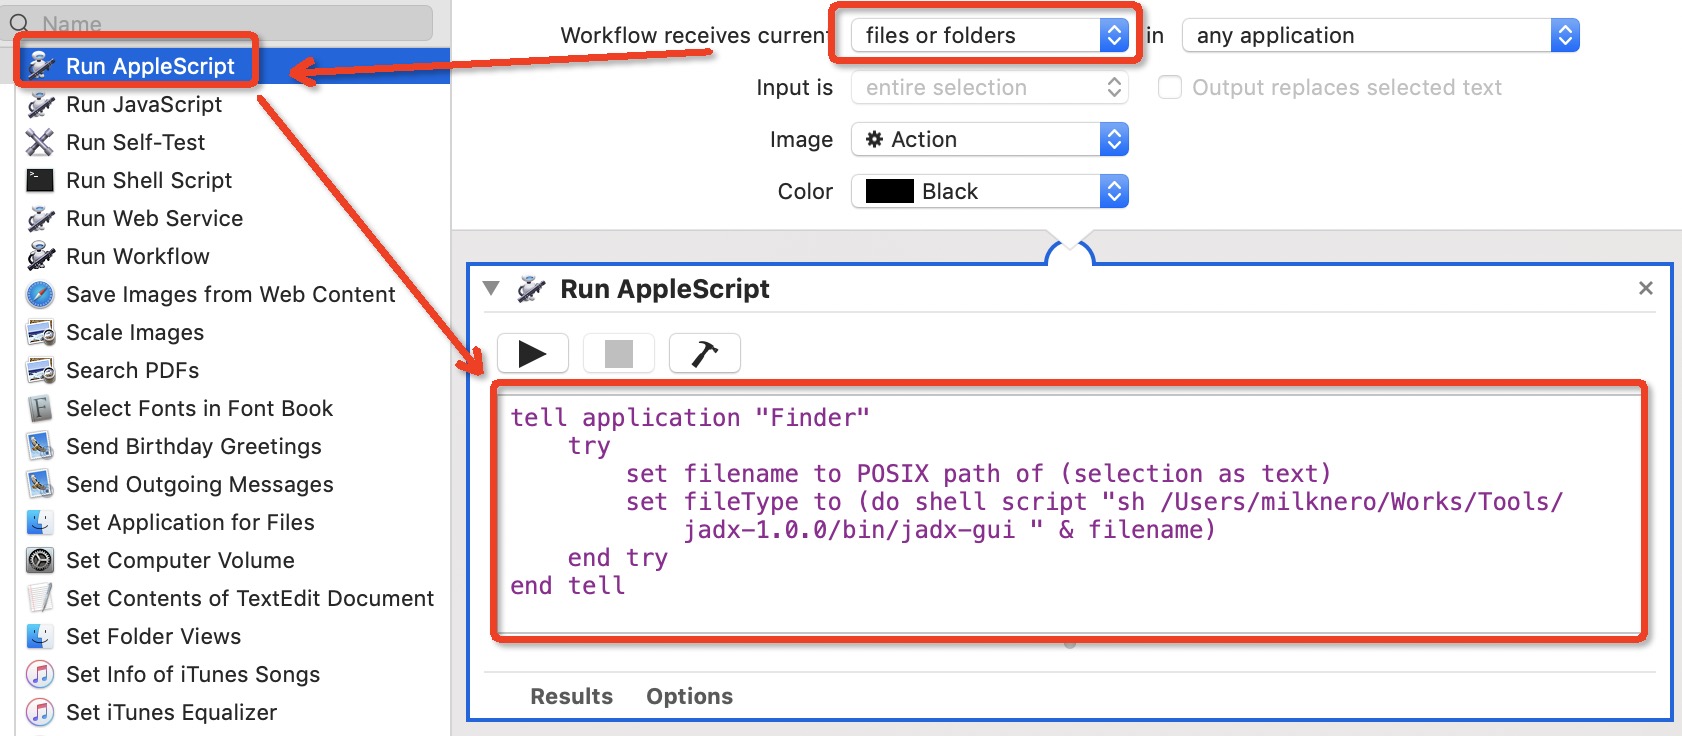 Name
Run AppleScript
Run JavaScript
Run Self-Test
Run Shell Script
Run Web Service
Run Workflow
Save Images from Web Content
Scale Images
Search PDFs
Select Fonts in Font Book
Send Birthday Greetings
Send Outgoing Messages
Set Application for Files
Set Computer Volume
Set Contents of TextEdit Document
Set Folder Views
Set Info of iTunes Songs
Set iTunes Equalizer
Workflow receives current files or folders in any application
Input is entire selection Output replaces selected text
Image Action
Color Black
Run AppleScript
tell application "Finder"
try
set filename to POSIX path of (selection as text)
set fileType to (do shell script "sh /Users/milknero/Works/Tools/
jadx-1.0.0/bin/jadx-gui " & filename)
end try
end tell
Results Options